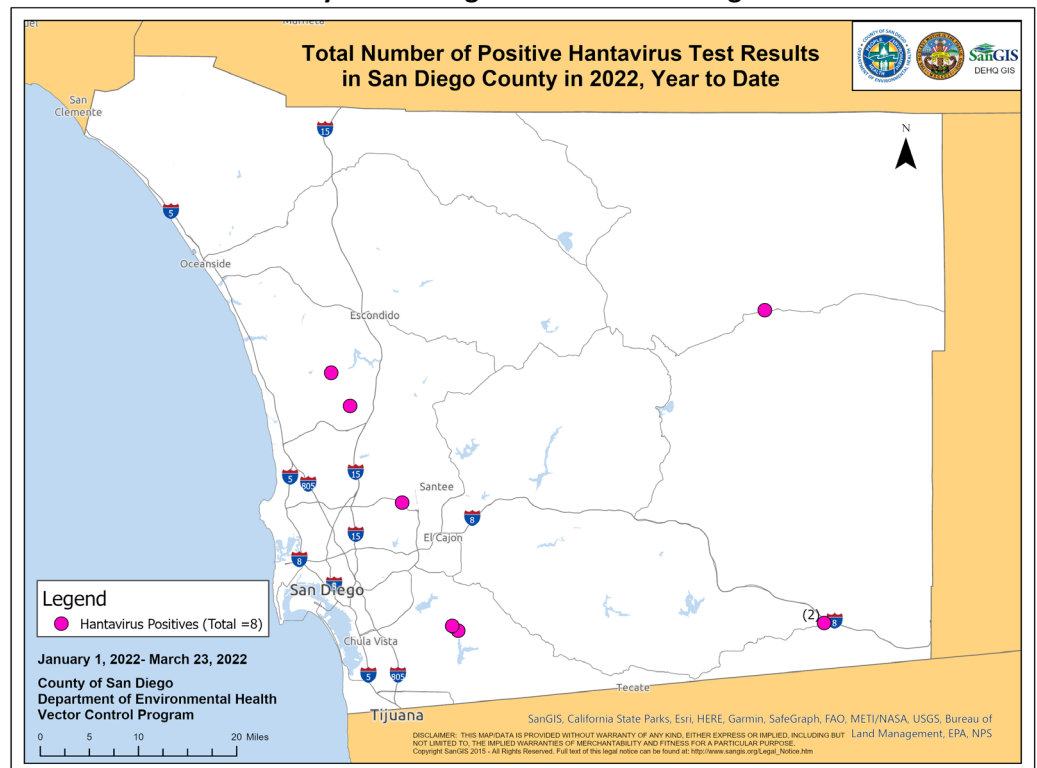 Total Number of Positive Hantavirus Test Results
in San Diego County in 2022, Year to Date
SanGIS
DEHQ GIS
N
San
Clemente
15
5
Oceanside
Escondido
5
805
15
Santee
8
15
El Cajon
8
8
San Diego
(2)
8
Chula Vista
5
805
Tecate
Tijuana
Legend
Hantavirus Positives (Total =8)
January 1, 2022- March 23, 2022
County of San Diego
Department of Environmental Health
Vector Control Program
0 5 10 20 Miles
SanGIS, California State Parks, Esri, HERE, Garmin, SafeGraph, FAO, METI/NASA, USGS, Bureau of
Land Management, EPA, NPS
DISCLAIMER: THIS MAP/DATA IS PROVIDED WITHOUT WARRANTY OF ANY KIND, EITHER EXPRESS OR IMPLIED, INCLUDING BUT
NOT LIMITED TO, THE IMPLIED WARRANTIES OF MERCHANTABILITY AND FITNESS FOR A PARTICULAR PURPOSE.
Copyright SanGIS 2015 - All Rights Reserved. Full text of this legal notice can be found at: http://www.sangis.org/Legal_Notice.htm